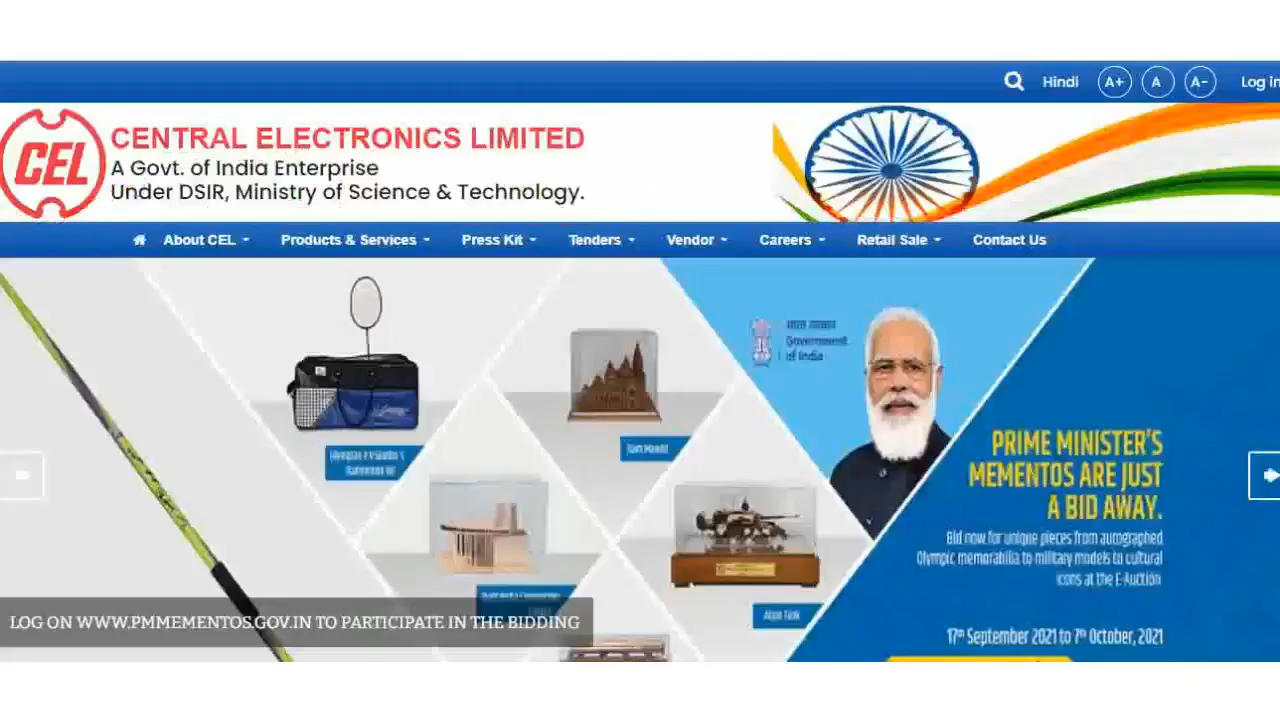 Hindi A+ A A- Log in
CEL
CENTRAL ELECTRONICS LIMITED
A Govt. of India Enterprise
Under DSIR, Ministry of Science & Technology.
About CEL Products & Services Press Kit Tenders Vendor Careers Retail Sale Contact Us
Government
of India
PRIME MINISTER'S
MEMENTOS ARE JUST
A BID AWAY.
Bid now for unique pieces from autographed
Olympic memorabilia to military models to cultural
icons at the E-Auction
17th September 2021 to 7th October, 2021
LOG ON WWW.PMMEMENTOS.GOV.IN TO PARTICIPATE IN THE BIDDING